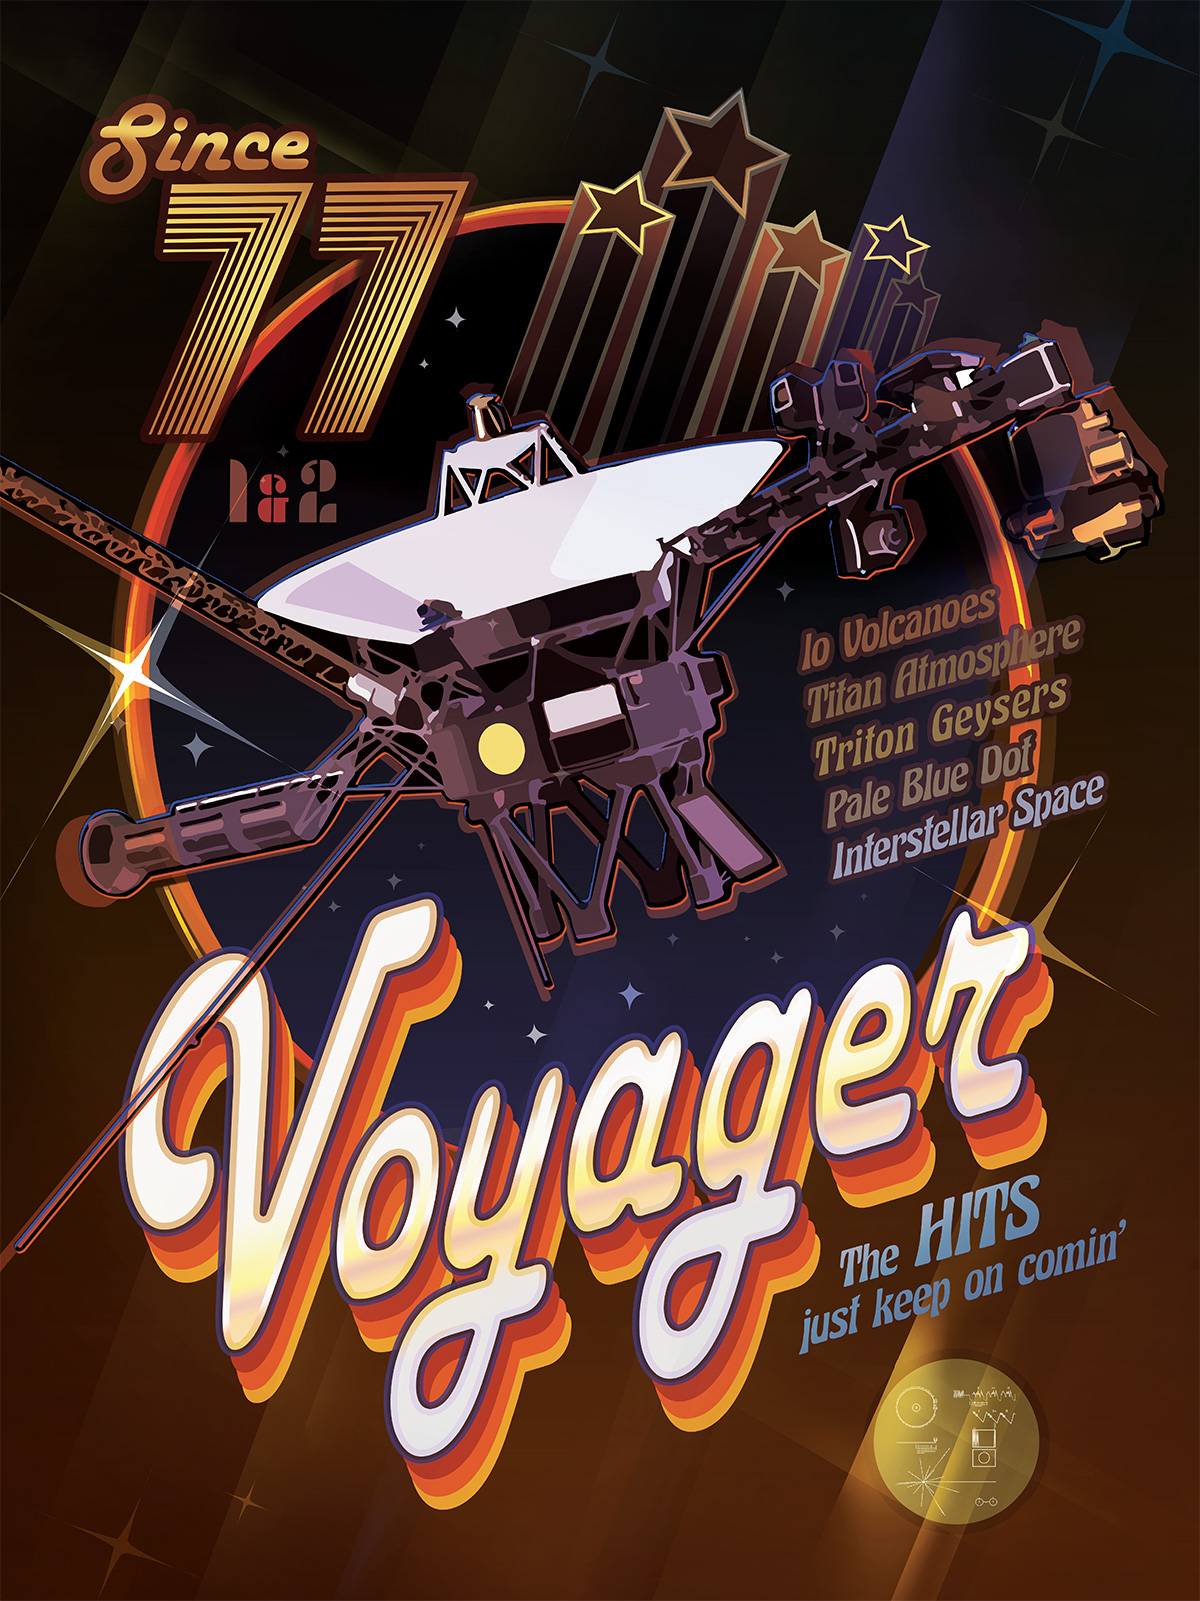 Since
77
1 & 2
Io Volcanoes
Titan Atmosphere
Triton Geysers
Pale Blue Dot
Interstellar Space
Voyager
The HITS
just keep on comin’